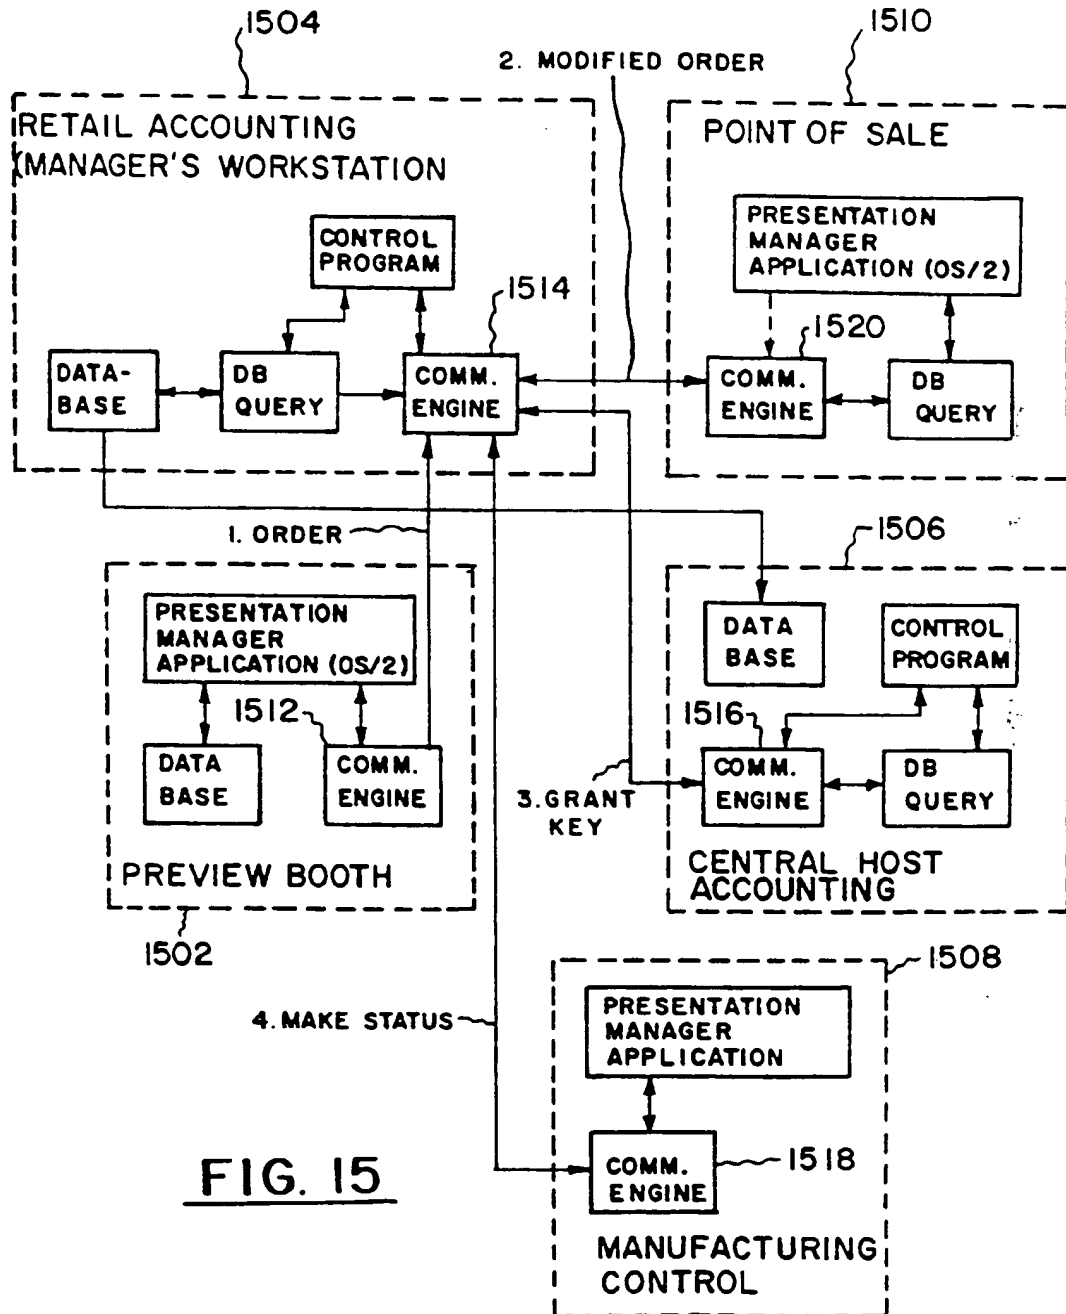 1504
1510
2. MODIFIED ORDER
RETAIL ACCOUNTING
(MANAGER'S WORKSTATION
POINT OF SALE
CONTROL
PROGRAM
PRESENTATION
MANAGER
APPLICATION (OS/2)
1514
1520
DATA-
BASE
DB
QUERY
COMM.
ENGINE
COMM.
ENGINE
DB
QUERY
1. ORDER
1506
PRESENTATION
MANAGER
APPLICATION (OS/2)
DATA
BASE
CONTROL
PROGRAM
1512
1516
DATA
BASE
COMM.
ENGINE
COMM.
ENGINE
DB
QUERY
3. GRANT
KEY
PREVIEW BOOTH
CENTRAL HOST
ACCOUNTING
1502
1508
4. MAKE STATUS
PRESENTATION
MANAGER
APPLICATION
COMM.
ENGINE
1518
FIG. 15
MANUFACTURING
CONTROL